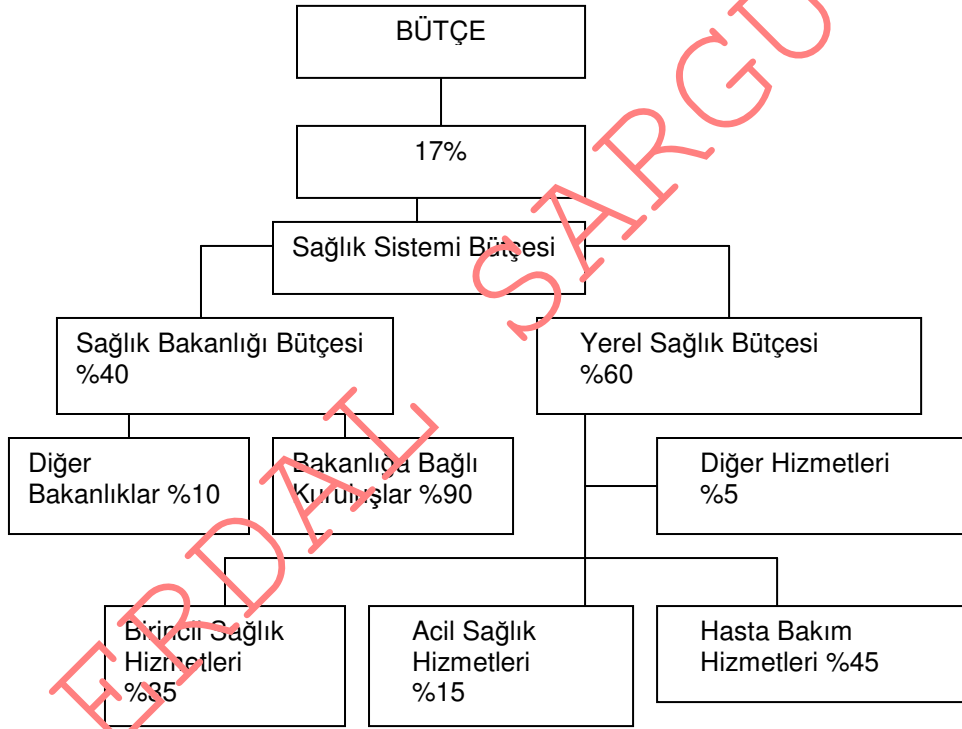 BÜTÇE
17%
Sağlık Sistemi Bütçesi
Sağlık Bakanlığı Bütçesi
%40
Yerel Sağlık Bütçesi
%60
Diğer
Bakanlıklar %10
Bakanlığa Bağlı
Kuruluşlar %90
Diğer Hizmetleri
%5
Birincil Sağlık
Hizmetleri
%35
Acil Sağlık
Hizmetleri
%15
Hasta Bakım
Hizmetleri %45
ERDAL SARGU